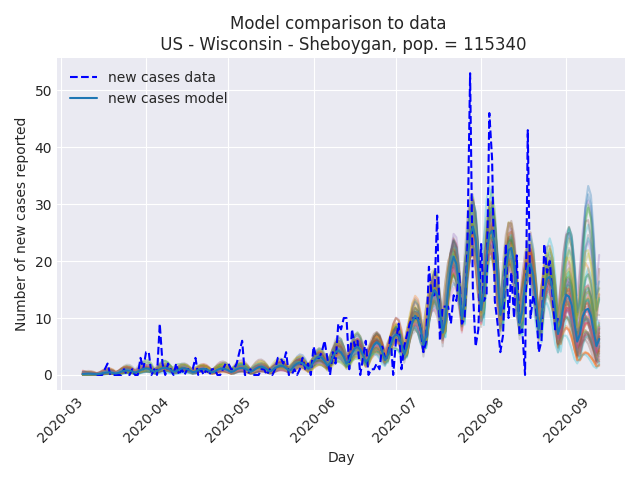 Model comparison to data
US - Wisconsin - Sheboygan, pop. = 115340
new cases data
new cases model
Number of new cases reported
50
40
30
20
10
0
2020-03
2020-04
2020-05
2020-06
2020-07
2020-08
2020-09
Day